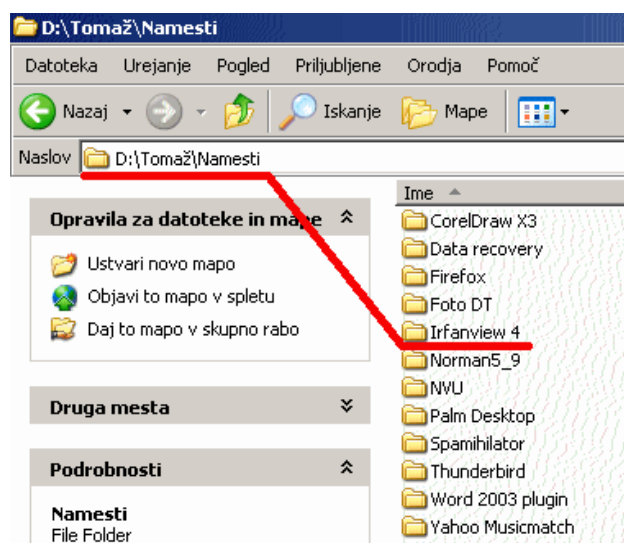 D:\Tomaž\Namesti
Datoteka Urejanje Pogled Priljubljene Orodja Pomoč
Nazaj Iskanje Mape
Naslov D:\Tomaž\Namesti
Opravila za datoteke in mape
Ustvari novo mapo
Objavi to mapo v spletu
Daj to mapo v skupno rabo
Druga mesta
Podrobnosti
Namesti
File Folder
Ime
CorelDraw X3
Data recovery
Firefox
Foto DT
Irfanview 4
Norman5_9
NVU
Palm Desktop
Spamihilator
Thunderbird
Word 2003 plugin
Yahoo Musicmatch